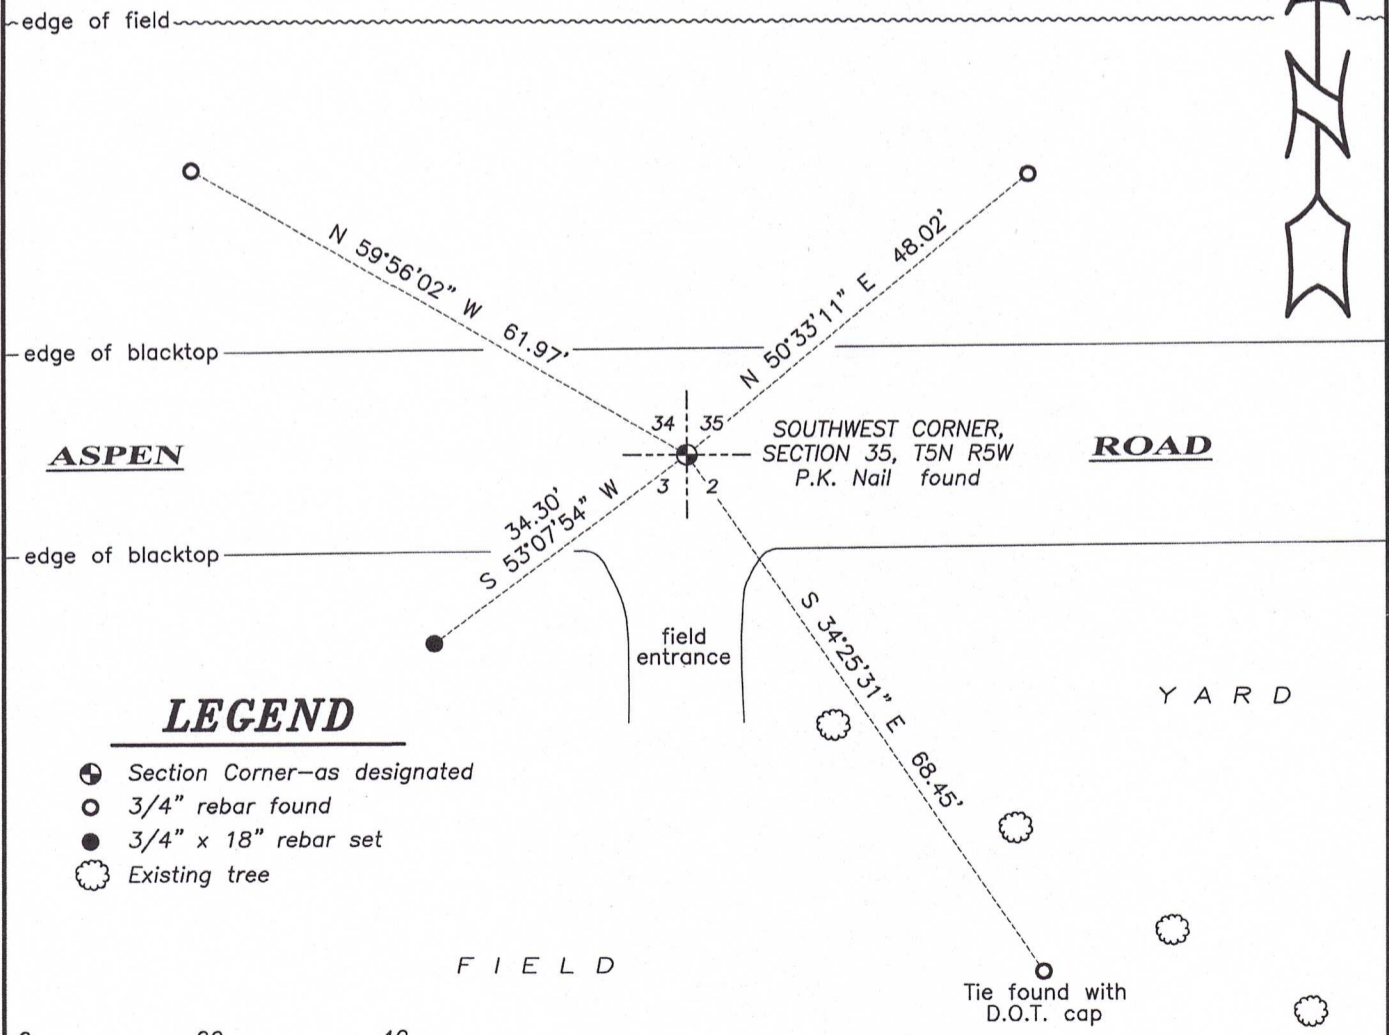 edge of field
N
N 59°56'02" W 61.97'
N 50°33'11" E 48.02'
edge of blacktop
34 35
SOUTHWEST CORNER,
SECTION 35, T5N R5W
P.K. Nail found
ASPEN
ROAD
3 2
34.30'
S 53°07'54" W
edge of blacktop
S 34°25'31" E 68.45'
field
entrance
YARD
LEGEND
Section Corner-as designated
3/4" rebar found
3/4" x 18" rebar set
Existing tree
FIELD
Tie found with
D.O.T. cap